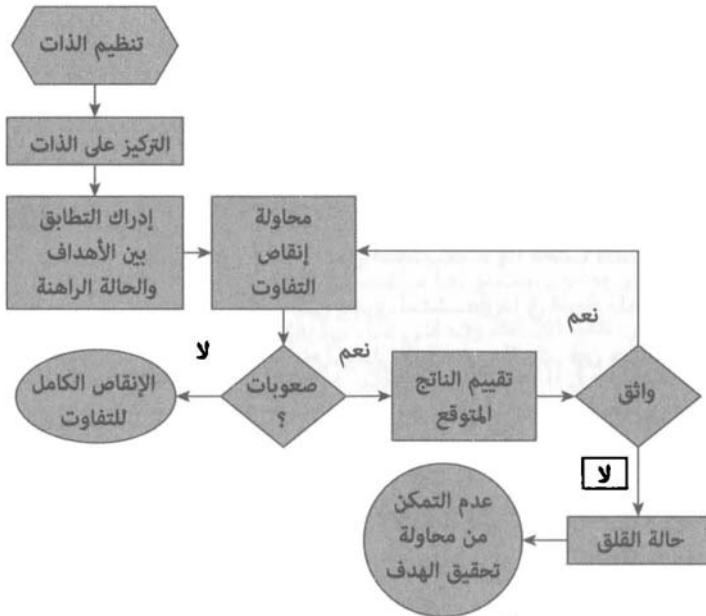 تنظيم الذات
التركيز على الذات
إدراك التطابق
بين الأهداف
والحالة الراهنة
محاولة
إنقاص
التفاوت
نعم
لا
نعم
صعوبات
؟
الإنقاص الكامل
للتفاوت
تقييم الناتج
المتوقع
واثق
لا
حالة القلق
عدم التمكن
من محاولة
تحقيق الهدف